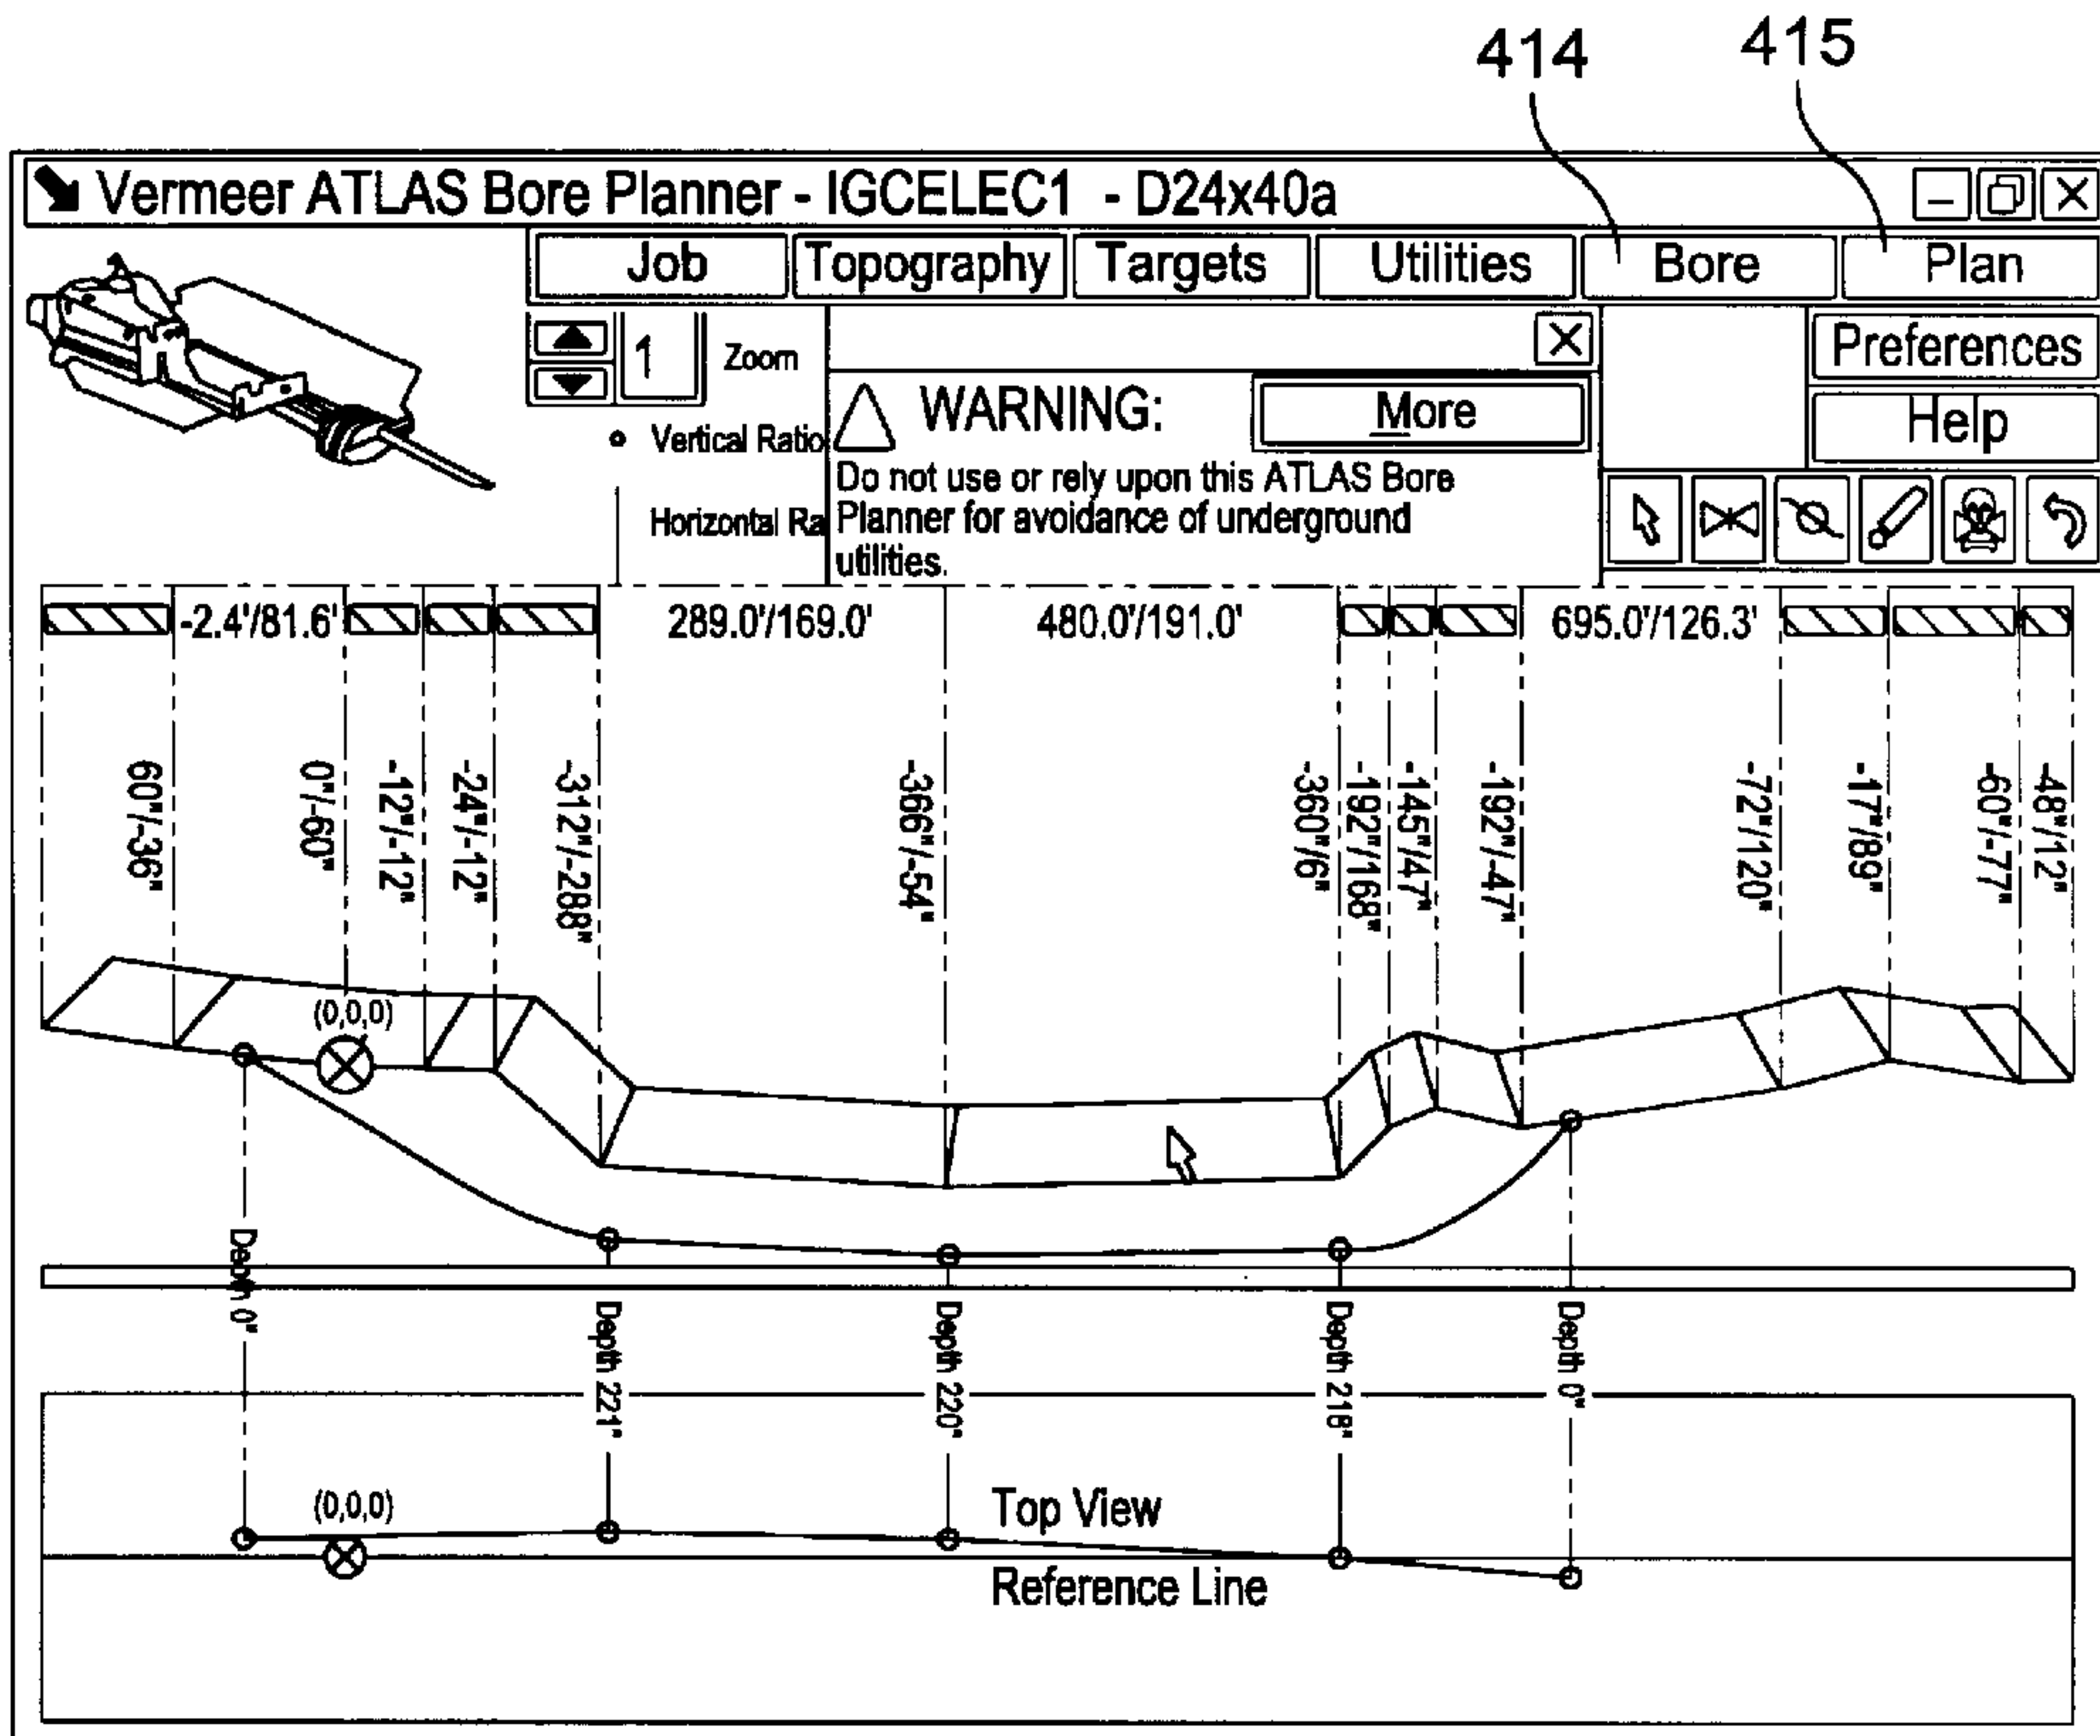 414 415
Vermeer ATLAS Bore Planner - IGCELEC1 - D24x40a
Job Topography Targets Utilities Bore Plan
1 Zoom
Preferences
WARNING: More
Help
Vertical Ratio
Do not use or rely upon this ATLAS Bore
Horizontal Ra
Planner for avoidance of underground
utilities.
-2.4'/81.6' 289.0'/169.0' 480.0'/191.0' 695.0'/126.3'
60"/-36"
0"/-60"
-12"/-12"
-24"/-12"
-312"/-288"
-366"/-54"
-360"/6"
-192"/168"
-145"/47"
-192"/-47"
-72"/120"
-17"/89"
-60"/-77"
-48"/12"
(0,0,0)
Depth 0"
Depth 221"
Depth 220"
Depth 218"
Depth 0"
(0,0,0)
Top View
Reference Line